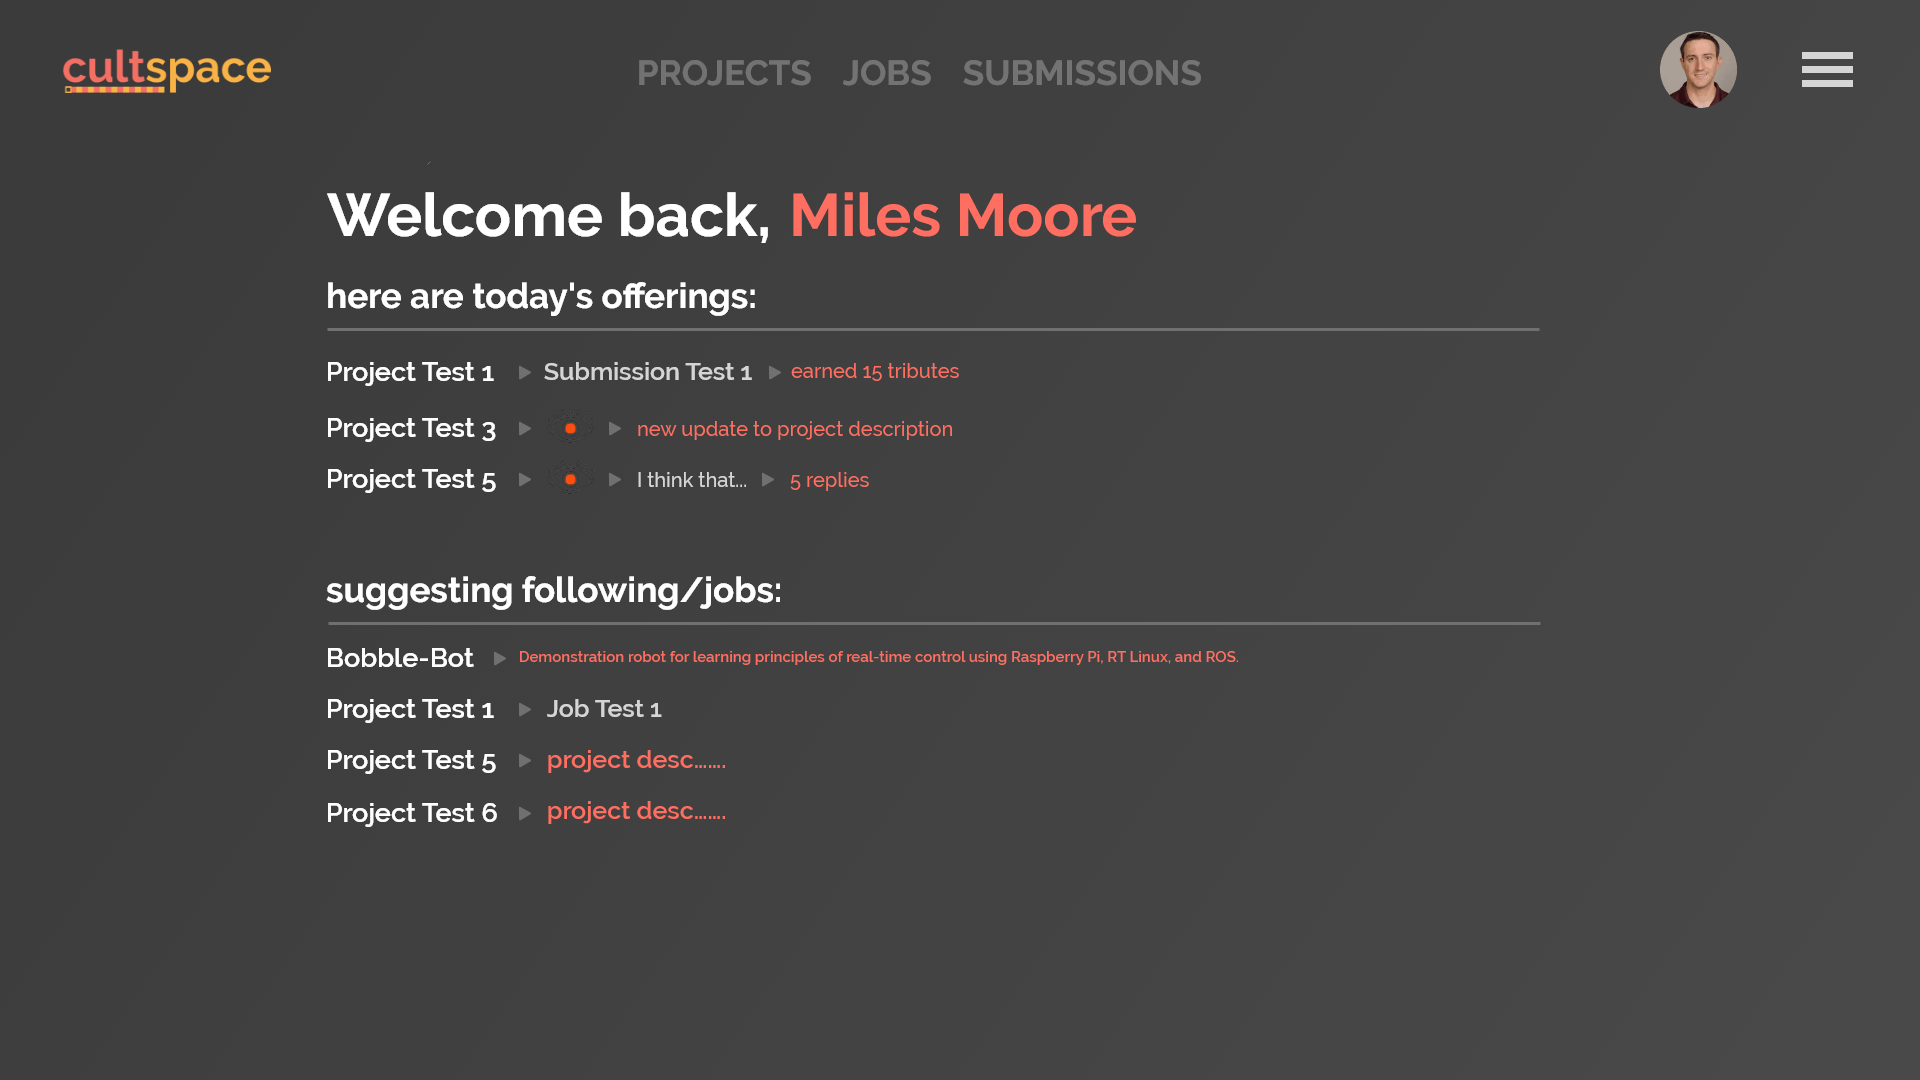 cultspace
PROJECTS JOBS SUBMISSIONS
Welcome back, Miles Moore
here are today's offerings:
Project Test 1 Submission Test 1 earned 15 tributes
Project Test 3 new update to project description
Project Test 5 I think that... 5 replies
suggesting following/jobs:
Bobble-Bot Demonstration robot for learning principles of real-time control using Raspberry Pi, RT Linux, and ROS.
Project Test 1 Job Test 1
Project Test 5 project desc.......
Project Test 6 project desc.......